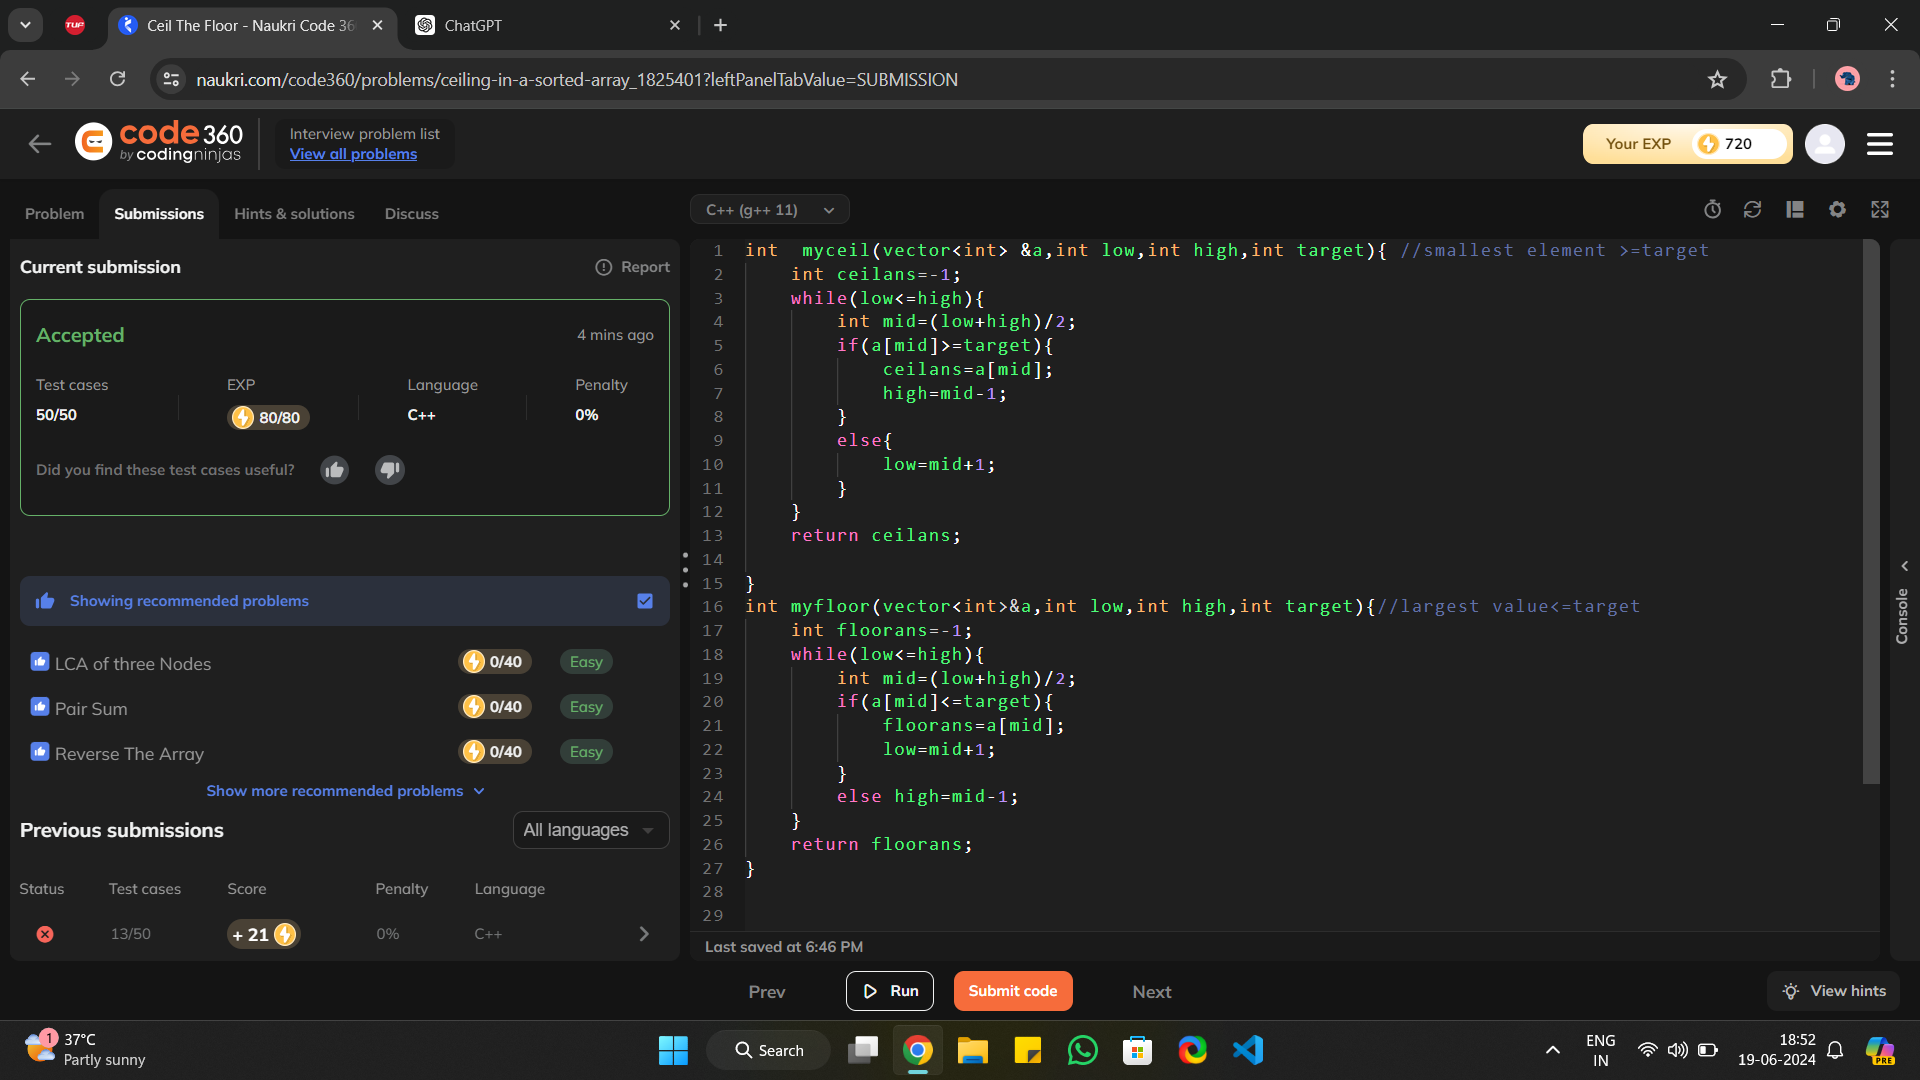 TUF
Ceil The Floor - Naukri Code 36
ChatGPT
naukri.com/code360/problems/ceiling-in-a-sorted-array_1825401?leftPanelTabValue=SUBMISSION
code 360
by codingninjas
Interview problem list
View all problems
Your EXP 720
Problem Submissions Hints & solutions Discuss
C++ (g++ 11)
Current submission
Report
Accepted
4 mins ago
Test cases EXP Language Penalty
50/50 80/80 C++ 0%
Did you find these test cases useful?
Showing recommended problems
LCA of three Nodes 0/40 Easy
Pair Sum 0/40 Easy
Reverse The Array 0/40 Easy
Show more recommended problems
Previous submissions
All languages
Status Test cases Score Penalty Language
13/50 + 21 0% C++
1 int  myceil(vector<int> &a,int low,int high,int target){ //smallest element >=target
2     int ceilans=-1;
3     while(low<=high){
4         int mid=(low+high)/2;
5         if(a[mid]>=target){
6             ceilans=a[mid];
7             high=mid-1;
8         }
9         else{
10             low=mid+1;
11         }
12     }
13     return ceilans;
14
15 }
16 int myfloor(vector<int>&a,int low,int high,int target){//largest value<=target
17     int floorans=-1;
18     while(low<=high){
19         int mid=(low+high)/2;
20         if(a[mid]<=target){
21             floorans=a[mid];
22             low=mid+1;
23         }
24         else high=mid-1;
25     }
26     return floorans;
27 }
28
29
Console
Last saved at 6:46 PM
Prev Run Submit code Next
View hints
1
37°C
Partly sunny
Search
ENG
IN
18:52
19-06-2024
PRE